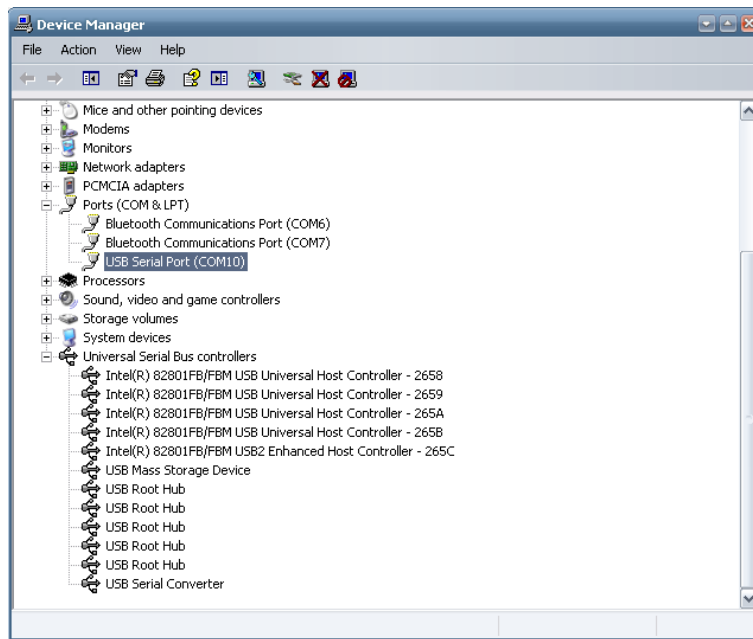 Device Manager
File Action View Help
Mice and other pointing devices
Modems
Monitors
Network adapters
PCMCIA adapters
Ports (COM & LPT)
Bluetooth Communications Port (COM6)
Bluetooth Communications Port (COM7)
USB Serial Port (COM10)
Processors
Sound, video and game controllers
Storage volumes
System devices
Universal Serial Bus controllers
Intel(R) 82801FB/FBM USB Universal Host Controller - 2658
Intel(R) 82801FB/FBM USB Universal Host Controller - 2659
Intel(R) 82801FB/FBM USB Universal Host Controller - 265A
Intel(R) 82801FB/FBM USB Universal Host Controller - 265B
Intel(R) 82801FB/FBM USB2 Enhanced Host Controller - 265C
USB Mass Storage Device
USB Root Hub
USB Root Hub
USB Root Hub
USB Root Hub
USB Root Hub
USB Serial Converter